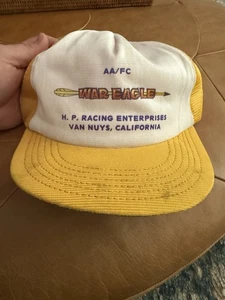 AA/FC
WAR EAGLE
H. P. RACING ENTERPRISES
VAN NUYS, CALIFORNIA